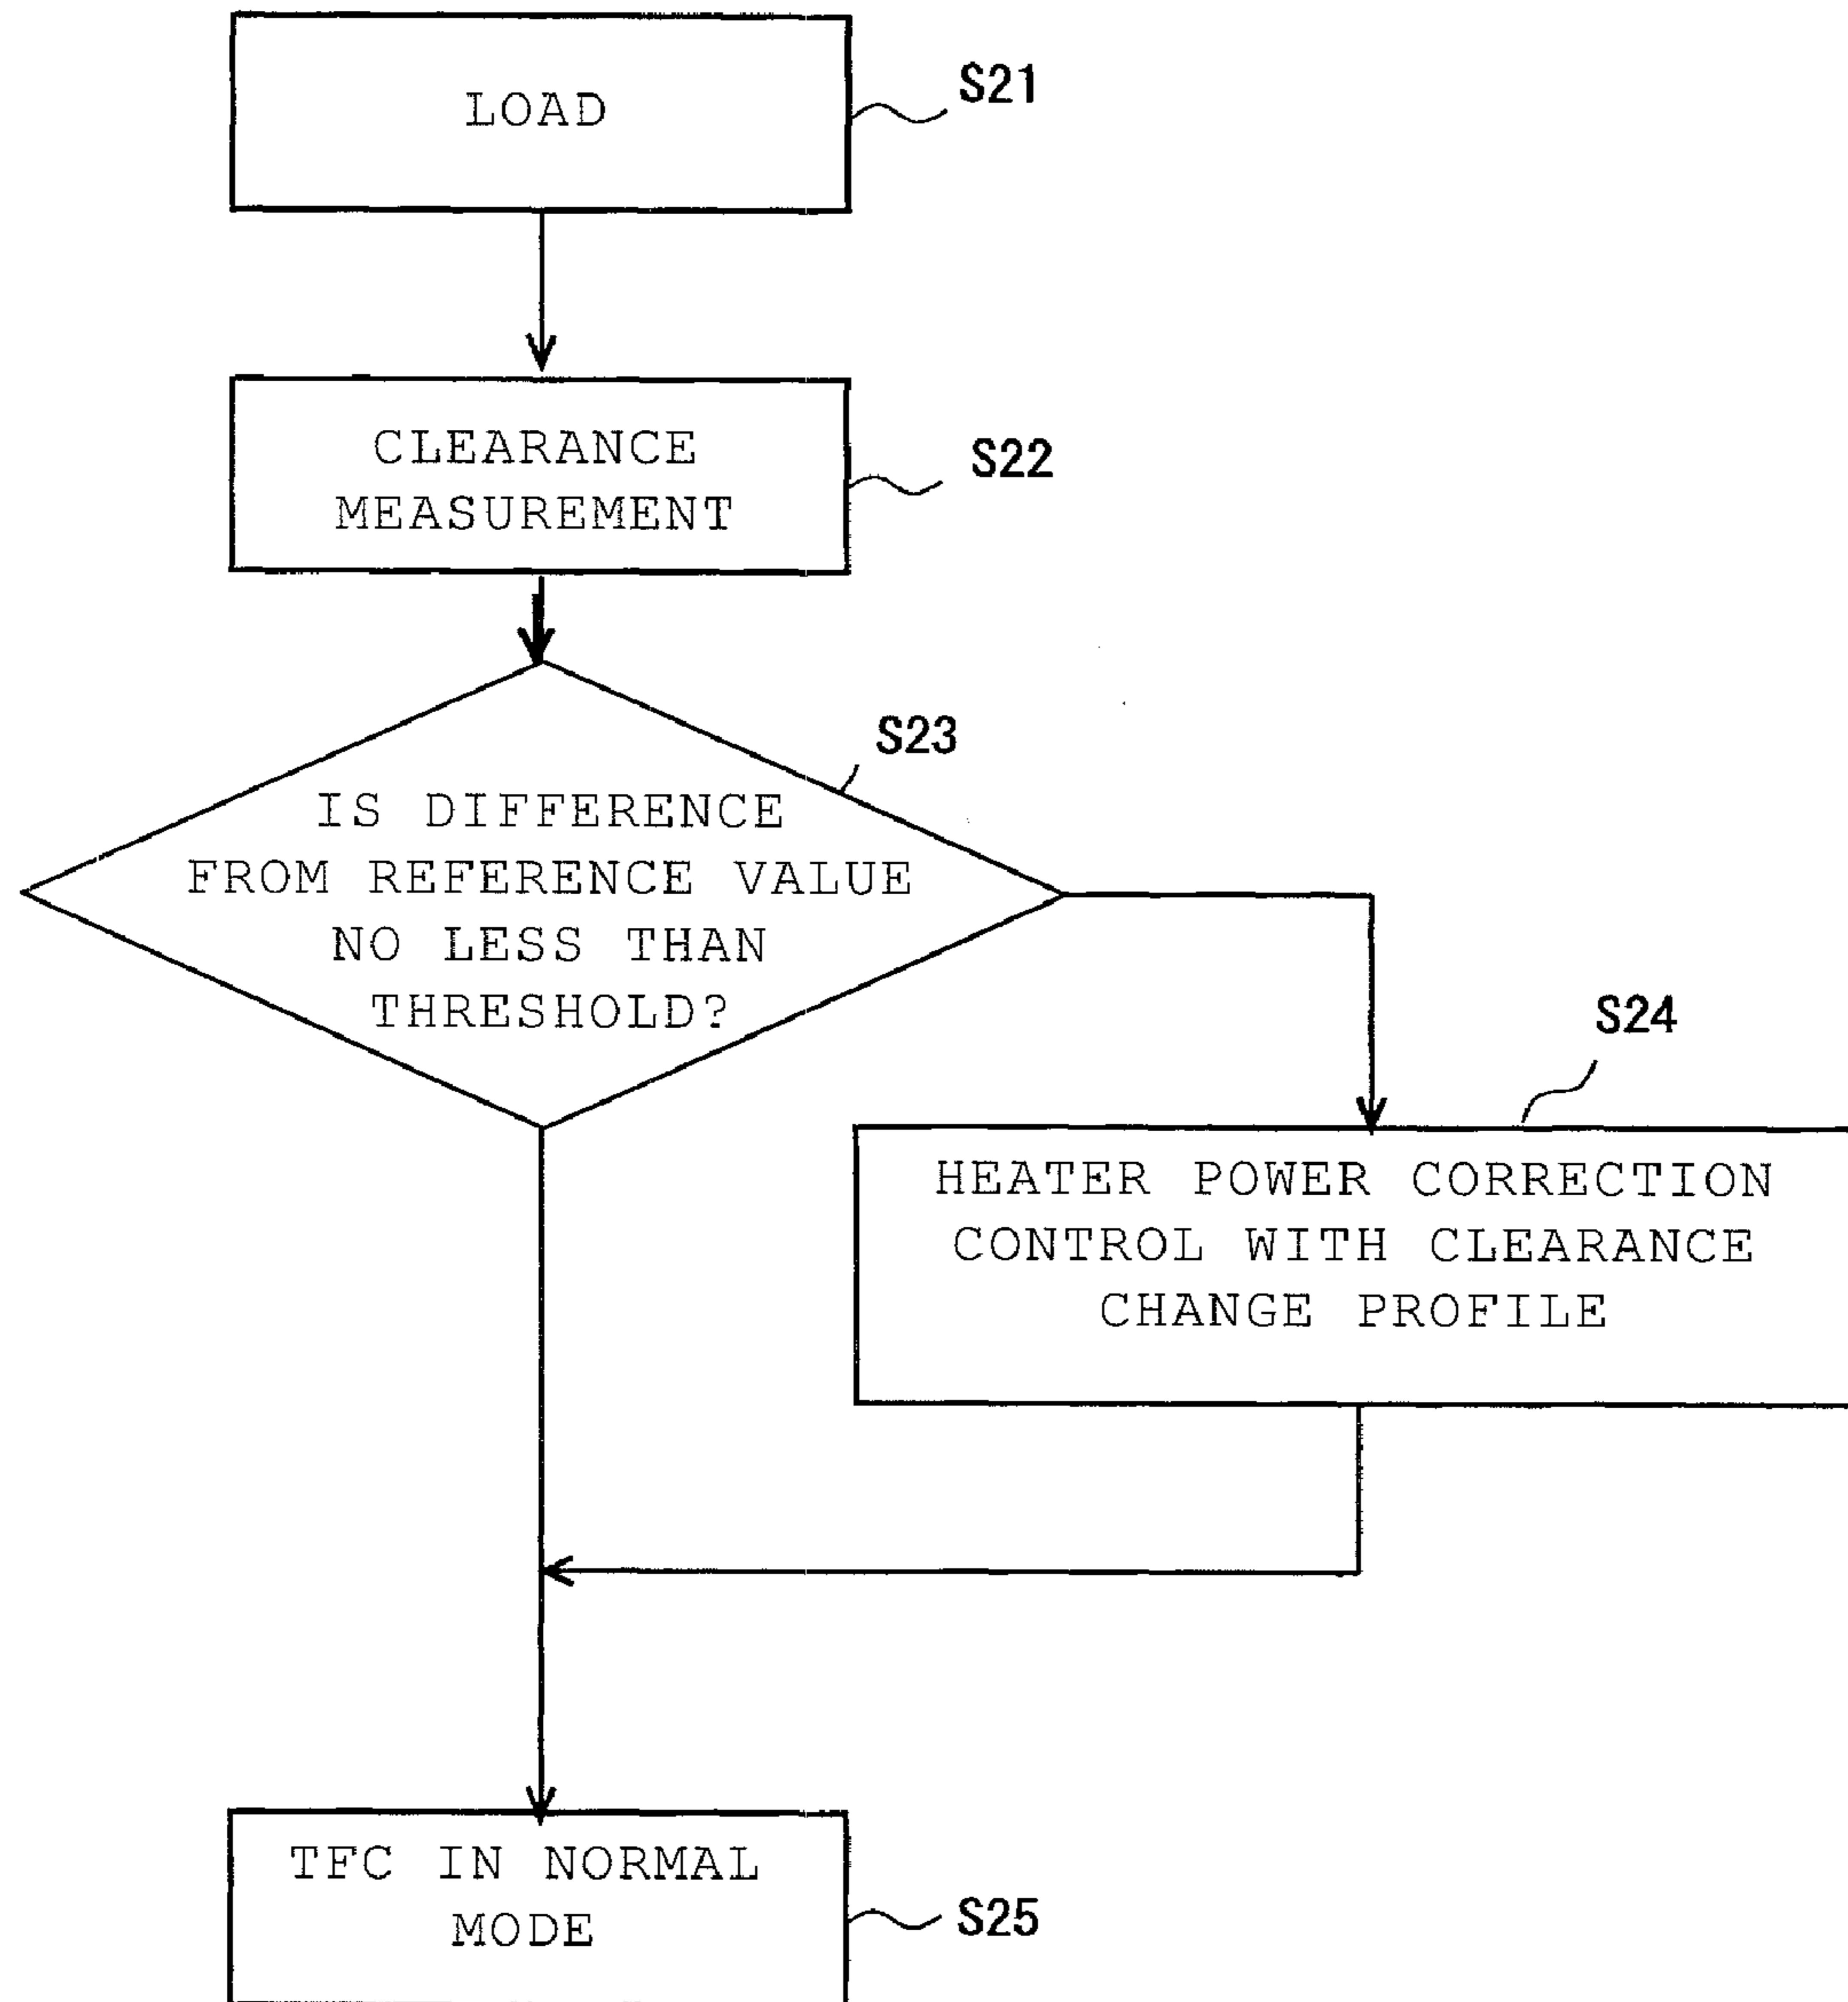 LOAD
S21
CLEARANCE
MEASUREMENT
S22
S23
IS DIFFERENCE
FROM REFERENCE VALUE
NO LESS THAN
THRESHOLD?
S24
HEATER POWER CORRECTION
CONTROL WITH CLEARANCE
CHANGE PROFILE
TFC IN NORMAL
MODE
S25